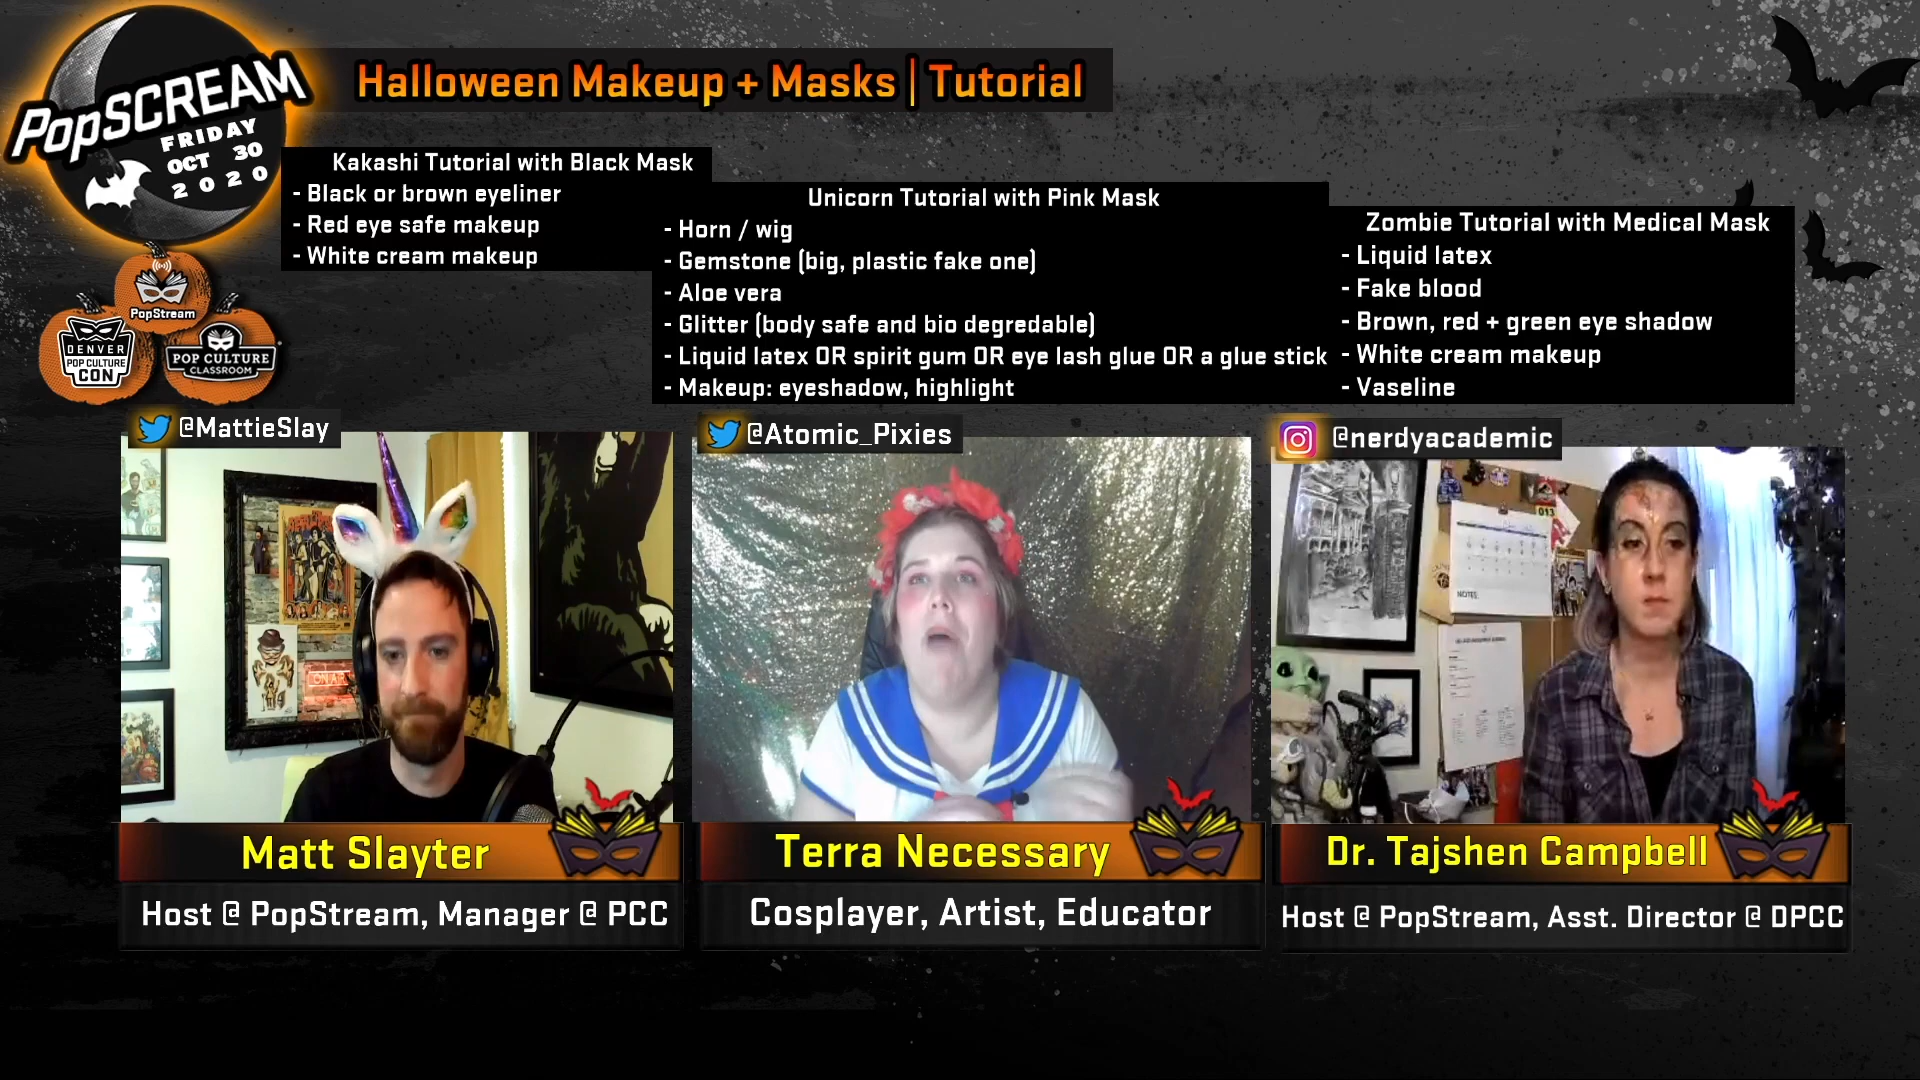 PopSCREAM
FRIDAY
OCT 30
2020
Halloween Makeup + Masks | Tutorial
Kakashi Tutorial with Black Mask
- Black or brown eyeliner
- Red eye safe makeup
- White cream makeup
Unicorn Tutorial with Pink Mask
- Horn / wig
- Gemstone (big, plastic fake one)
- Aloe vera
- Glitter (body safe and bio degredable)
- Liquid latex OR spirit gum OR eye lash glue OR a glue stick
- Makeup: eyeshadow, highlight
Zombie Tutorial with Medical Mask
- Liquid latex
- Fake blood
- Brown, red + green eye shadow
- White cream makeup
- Vaseline
PopStream
DENVER
POP CULTURE
CON
POP CULTURE
CLASSROOM
@MattieSlay
@Atomic_Pixies
@nerdyacademic
ON AIR
013
NOTES:
Matt Slayter
Host @ PopStream, Manager @ PCC
Terra Necessary
Cosplayer, Artist, Educator
Dr. Tajshen Campbell
Host @ PopStream, Asst. Director @ DPCC